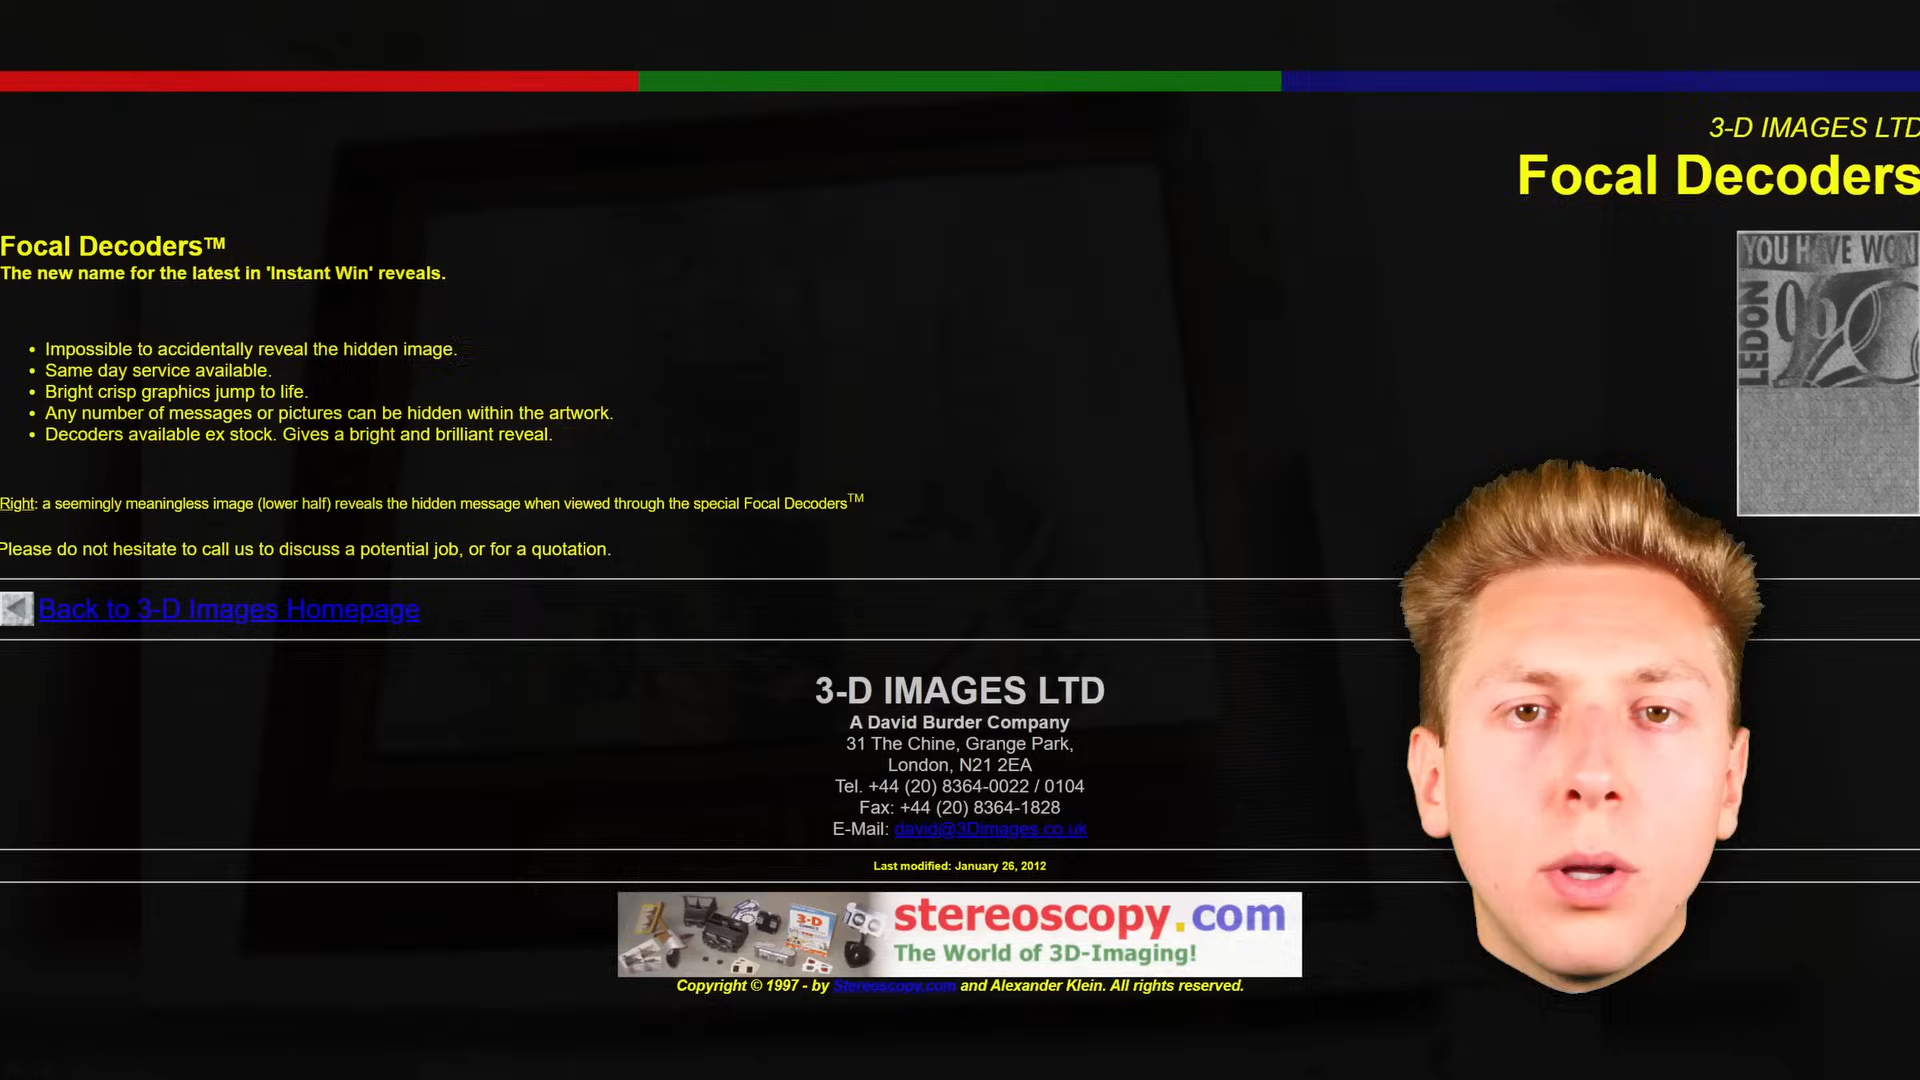 3-D IMAGES LTD
Focal Decoders
Focal Decoders™
The new name for the latest in 'Instant Win' reveals.
YOU HAVE WON
LEDON
96
• Impossible to accidentally reveal the hidden image.
• Same day service available.
• Bright crisp graphics jump to life.
• Any number of messages or pictures can be hidden within the artwork.
• Decoders available ex stock. Gives a bright and brilliant reveal.
Right: a seemingly meaningless image (lower half) reveals the hidden message when viewed through the special Focal Decoders™
Please do not hesitate to call us to discuss a potential job, or for a quotation.
Back to 3-D Images Homepage
3-D IMAGES LTD
A David Burder Company
31 The Chine, Grange Park,
London, N21 2EA
Tel. +44 (20) 8364-0022 / 0104
Fax: +44 (20) 8364-1828
E-Mail: david@3Dimages.co.uk
Last modified: January 26, 2012
3-D
stereoscopy.com
The World of 3D-Imaging!
Copyright © 1997 - by Stereoscopy.com and Alexander Klein. All rights reserved.